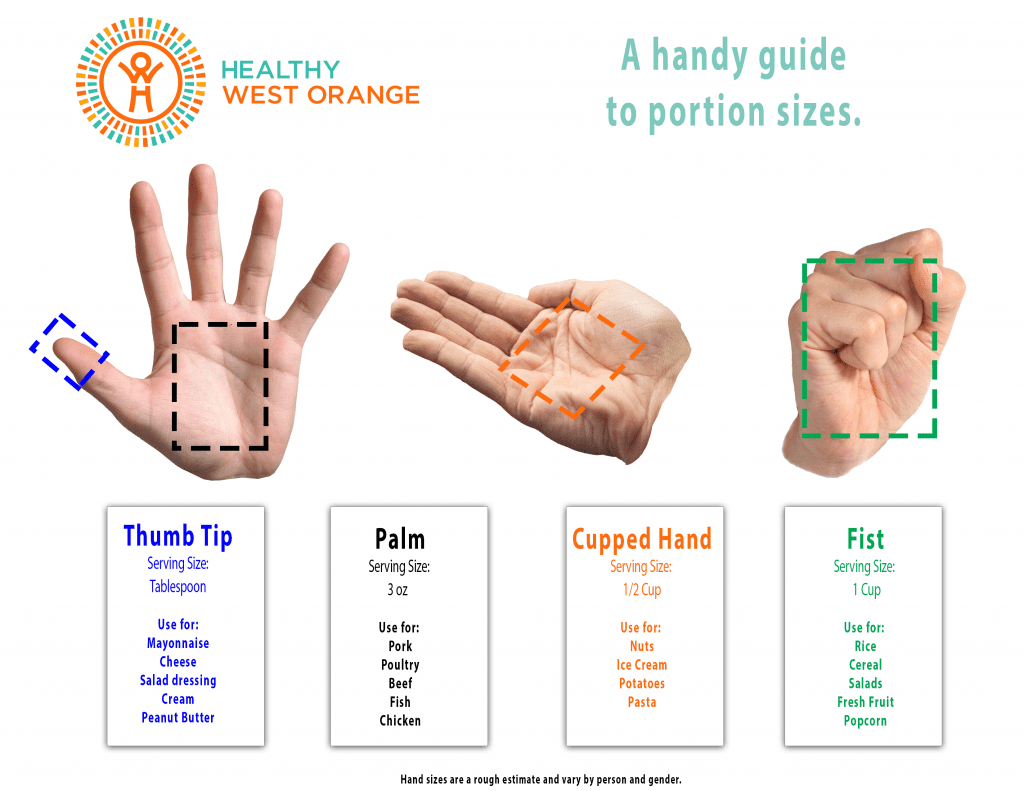 HEALTHY
WEST ORANGE
A handy guide
to portion sizes.
Thumb Tip
Serving Size:
Tablespoon
Use for:
Mayonnaise
Cheese
Salad dressing
Cream
Peanut Butter
Palm
Serving Size:
3 oz
Use for:
Pork
Poultry
Beef
Fish
Chicken
Cupped Hand
Serving Size:
1/2 Cup
Use for:
Nuts
Ice Cream
Potatoes
Pasta
Fist
Serving Size:
1 Cup
Use for:
Rice
Cereal
Salads
Fresh Fruit
Popcorn
Hand sizes are a rough estimate and vary by person and gender.